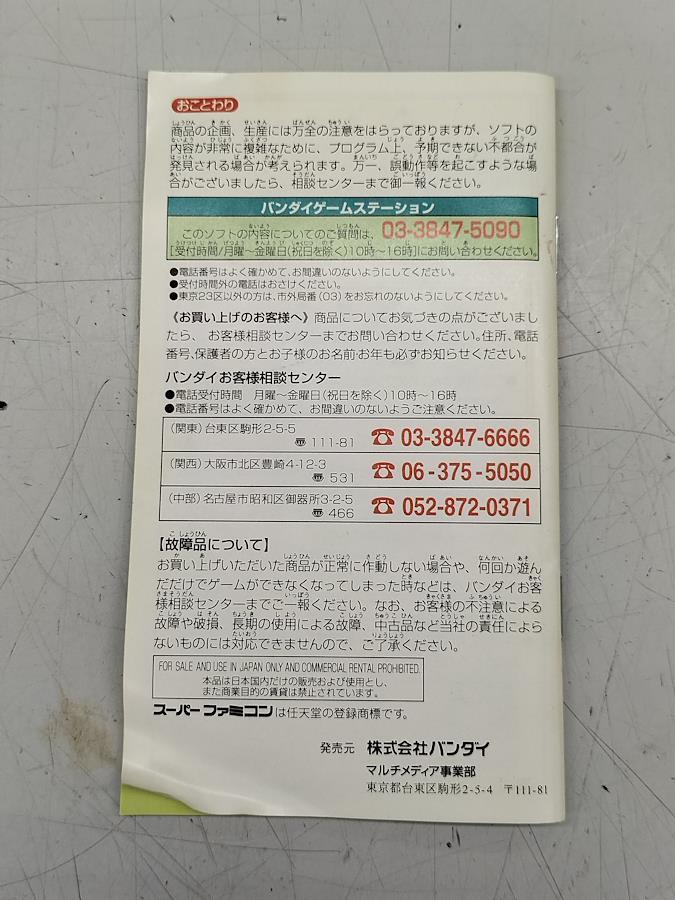 おことわり
商品の企画、生産には万全の注意をはらっておりますが、ソフトの
内容が非常に複雑なために、プログラム上、予期できない不都合が
発見される場合が考えられます。万一、誤動作等を起こすような場
合がございましたら、相談センターまで御一報ください。
バンダイゲームステーション
このソフトの内容についてのご質問は、03-3847-5090
[受付時間/月曜〜金曜日(祝日を除く)10時〜16時]にお問い合わせください。
●電話番号はよく確かめて、お間違いのないようにしてください。
●受付時間外の電話はおさけください。
●東京23区以外の方は、市外局番(03)をお忘れのないようにしてください。
《お買い上げのお客様へ》商品についてお気づきの点がございまし
たら、お客様相談センターまでお問い合わせください。住所、電話
番号、保護者の方とお子様のお名前・お年も必ずお知らせください。
バンダイお客様相談センター
●電話受付時間 月曜〜金曜日(祝日を除く)10時〜16時
●電話番号はよく確かめて、お間違いのないようご注意ください。
(関東)台東区駒形2-5-5
〠 111-81 ☎ 03-3847-6666
(関西)大阪市北区豊崎4-12-3
〠 531 ☎ 06-375-5050
(中部)名古屋市昭和区御器所3-2-5
〠 466 ☎ 052-872-0371
【故障品について】
お買い上げいただいた商品が正常に作動しない場合や、何回か遊ん
だだけでゲームができなくなってしまった時などは、バンダイお客
様相談センターまでご一報ください。なお、お客様の不注意による
故障や破損、長期の使用による故障、中古品など当社の責任によら
ないものには対応できませんので、ご了承ください。
FOR SALE AND USE IN JAPAN ONLY AND COMMERCIAL RENTAL PROHIBITED.
本品は日本国内だけの販売および使用とし、
また商業目的の賃貸は禁止されています。
スーパーファミコンは任天堂の登録商標です。
発売元 株式会社バンダイ
マルチメディア事業部
東京都台東区駒形2-5-4 〒111-81